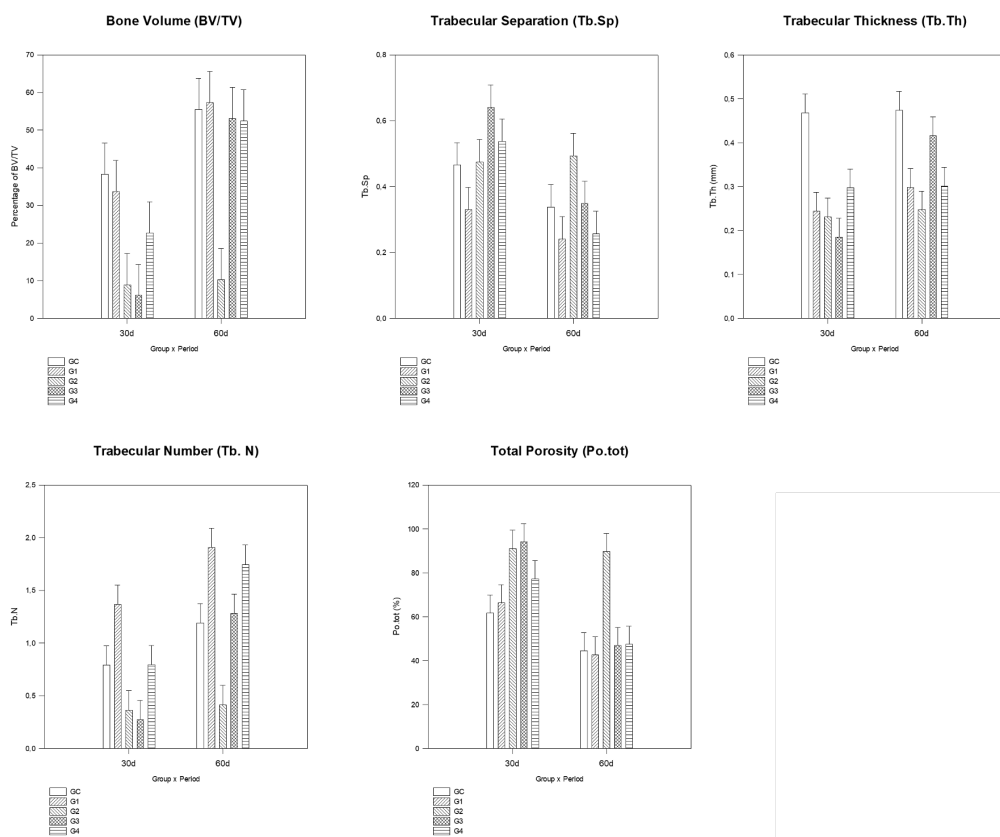 Bone Volume (BV/TV)
70
60
50
40
30
20
10
0
Percentage of BV/TV
30d
60d
Group x Period
GC
G1
G2
G3
G4
Trabecular Separation (Tb.Sp)
0,8
0,6
0,4
0,2
0,0
Tb.Sp
30d
60d
Group x Period
GC
G1
G2
G3
G4
Trabecular Thickness (Tb.Th)
0,6
0,5
0,4
0,3
0,2
0,1
0,0
Tb.Th (mm)
30d
60d
Group x Period
GC
G1
G2
G3
G4
Trabecular Number (Tb. N)
2,5
2,0
1,5
1,0
0,5
0,0
Tb.N
30d
60d
Group x Period
GC
G1
G2
G3
G4
Total Porosity (Po.tot)
120
100
80
60
40
20
0
Po.tot (%)
30d
60d
Group x Period
GC
G1
G2
G3
G4